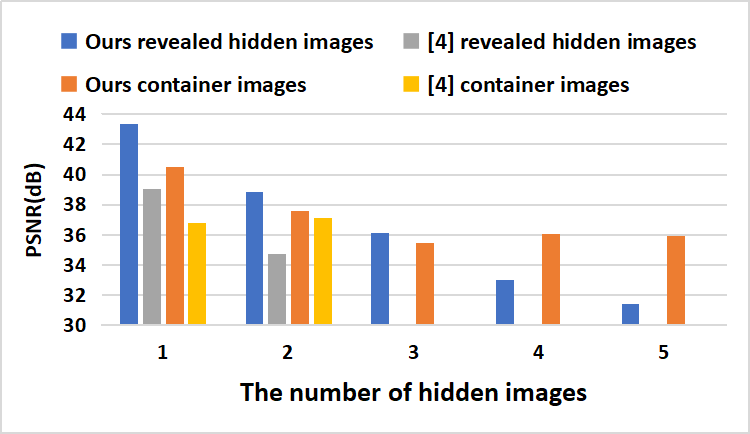 Ours revealed hidden images
[4] revealed hidden images
Ours container images
[4] container images
44
42
40
38
36
34
32
30
PSNR(dB)
1 2 3 4 5
The number of hidden images